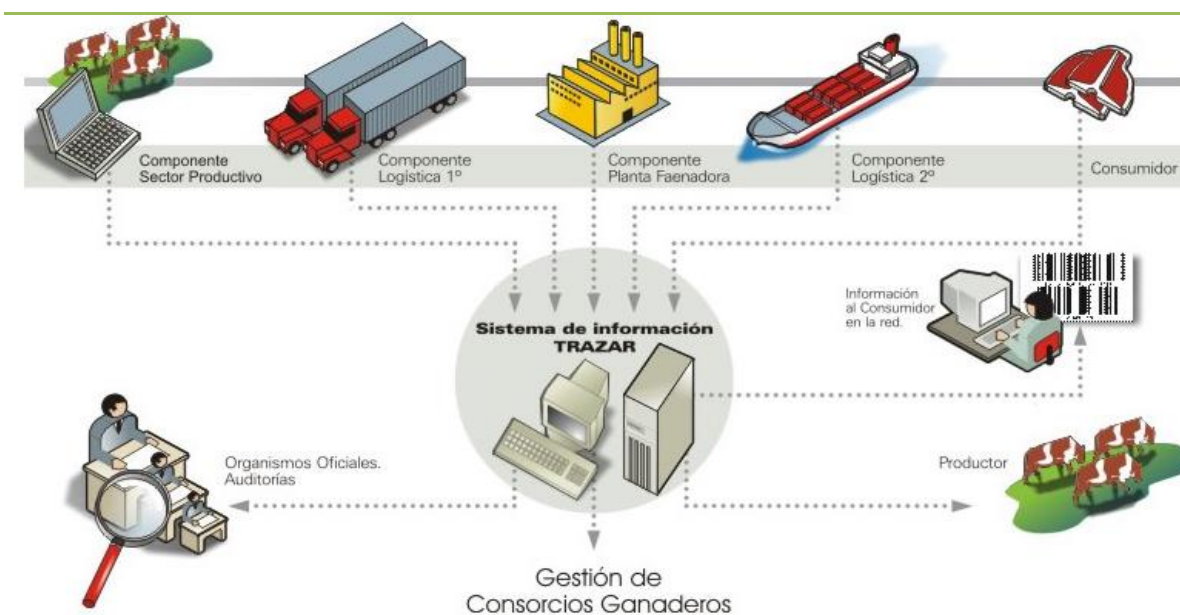 Componente
Sector Productivo
Componente
Logística 1º
Componente
Planta Faenadora
Componente
Logística 2º
Consumidor
Información
al Consumidor
en la red.
Sistema de información
TRAZAR
Organismos Oficiales.
Auditorías
Productor
Gestión de
Consorcios Ganaderos